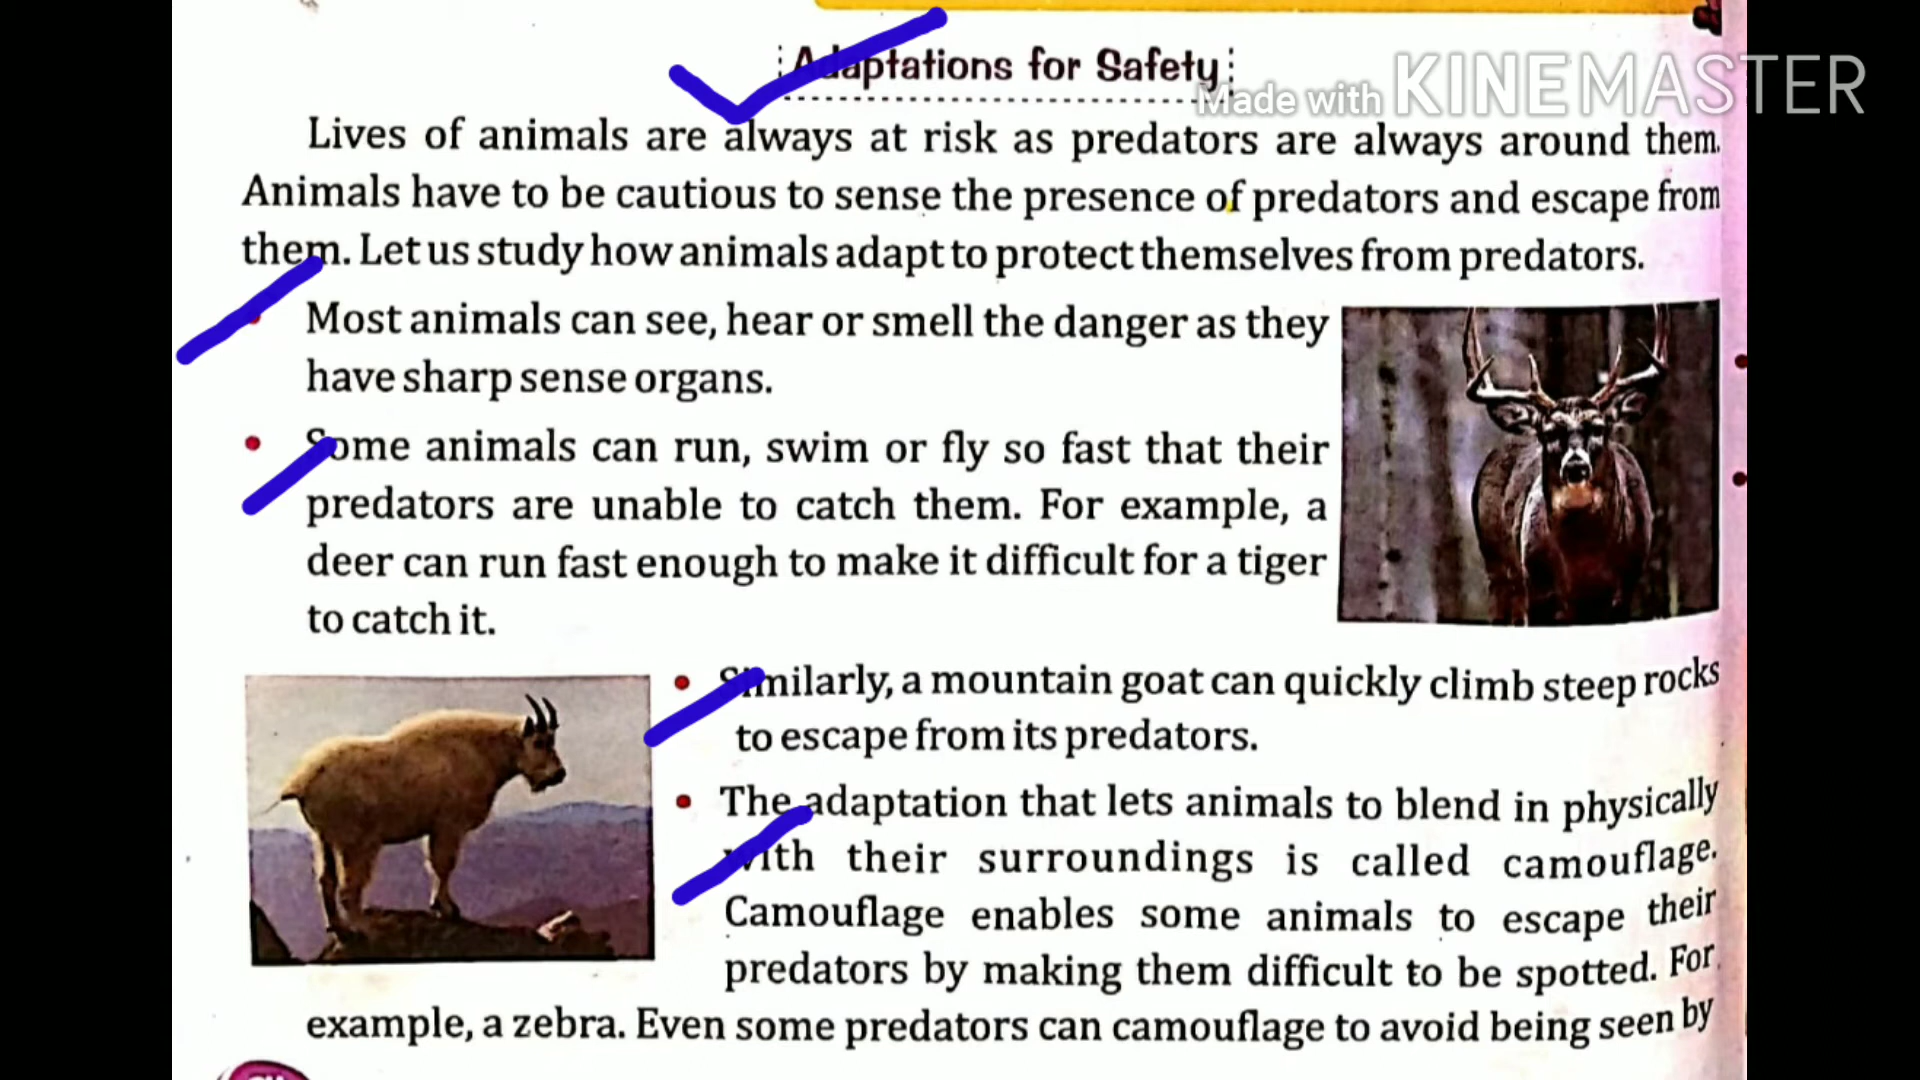 Adaptations for Safety
Made with KINEMASTER
Lives of animals are always at risk as predators are always around them.
Animals have to be cautious to sense the presence of predators and escape from
them. Let us study how animals adapt to protect themselves from predators.
• Most animals can see, hear or smell the danger as they
have sharp sense organs.
• Some animals can run, swim or fly so fast that their
predators are unable to catch them. For example, a
deer can run fast enough to make it difficult for a tiger
to catch it.
• Similarly, a mountain goat can quickly climb steep rocks
to escape from its predators.
• The adaptation that lets animals to blend in physically
with their surroundings is called camouflage.
Camouflage enables some animals to escape their
predators by making them difficult to be spotted. For
example, a zebra. Even some predators can camouflage to avoid being seen by